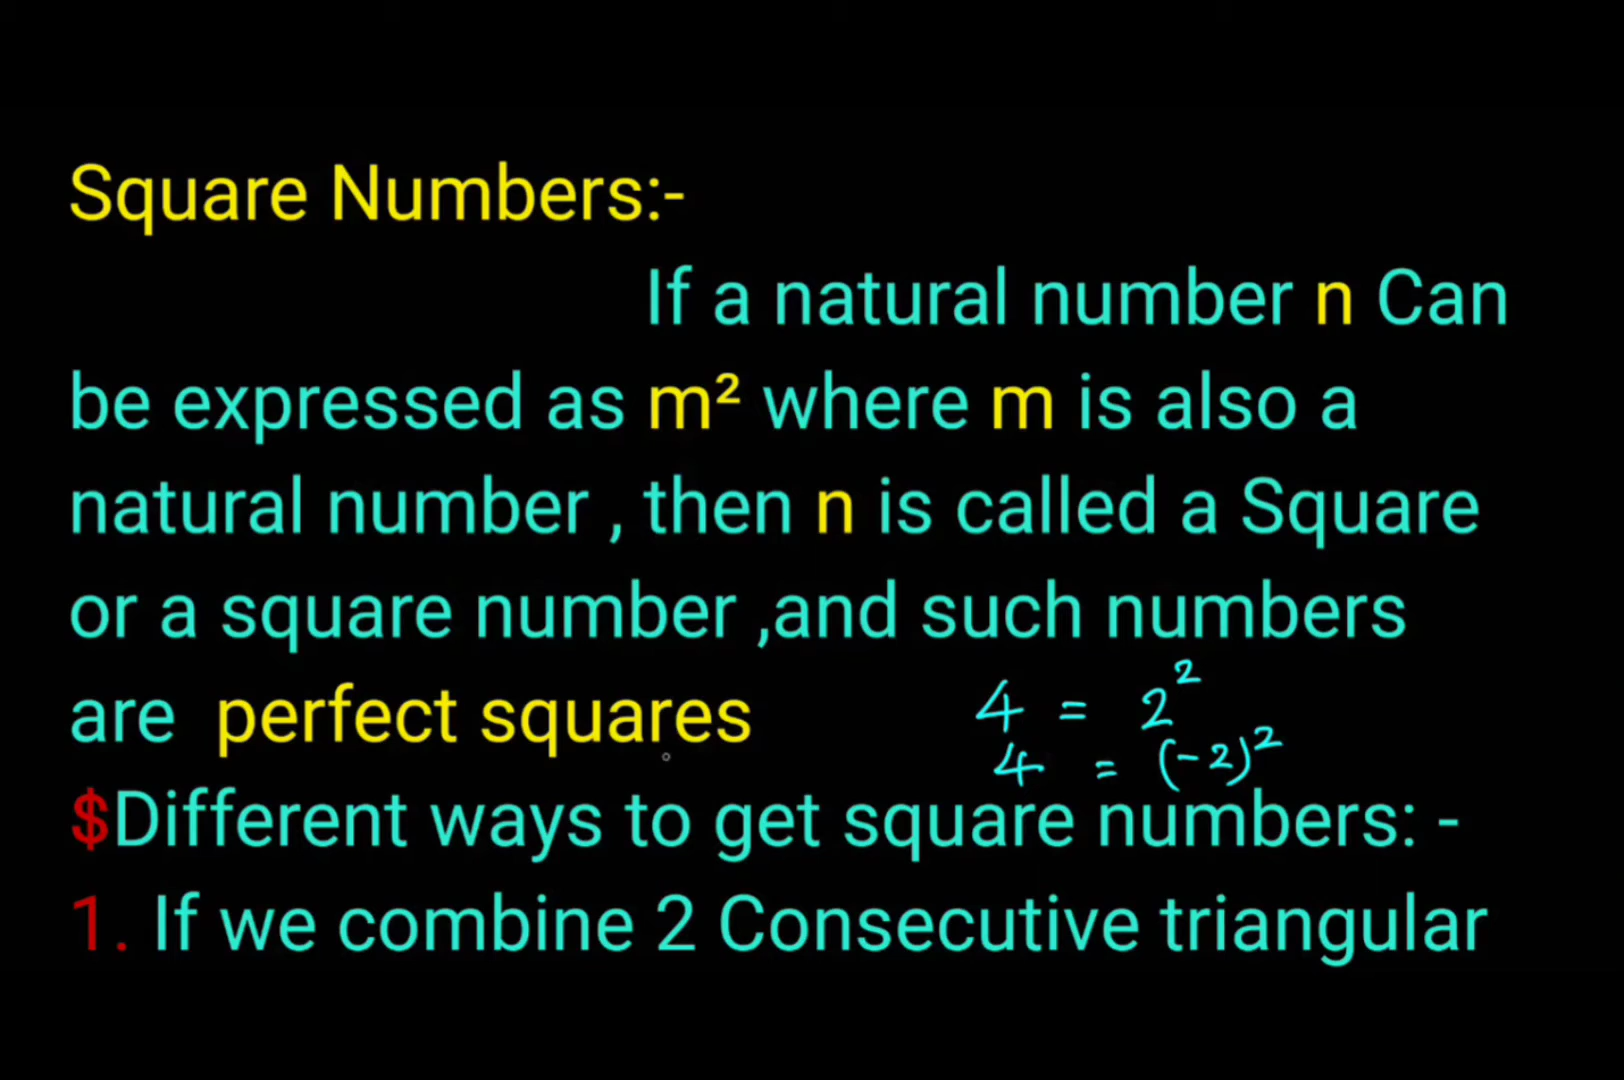 Square Numbers:-
If a natural number n Can
be expressed as m² where m is also a
natural number , then n is called a Square
or a square number ,and such numbers
are perfect squares
4 = 2²
4 = (-2)²
$Different ways to get square numbers: -
1. If we combine 2 Consecutive triangular